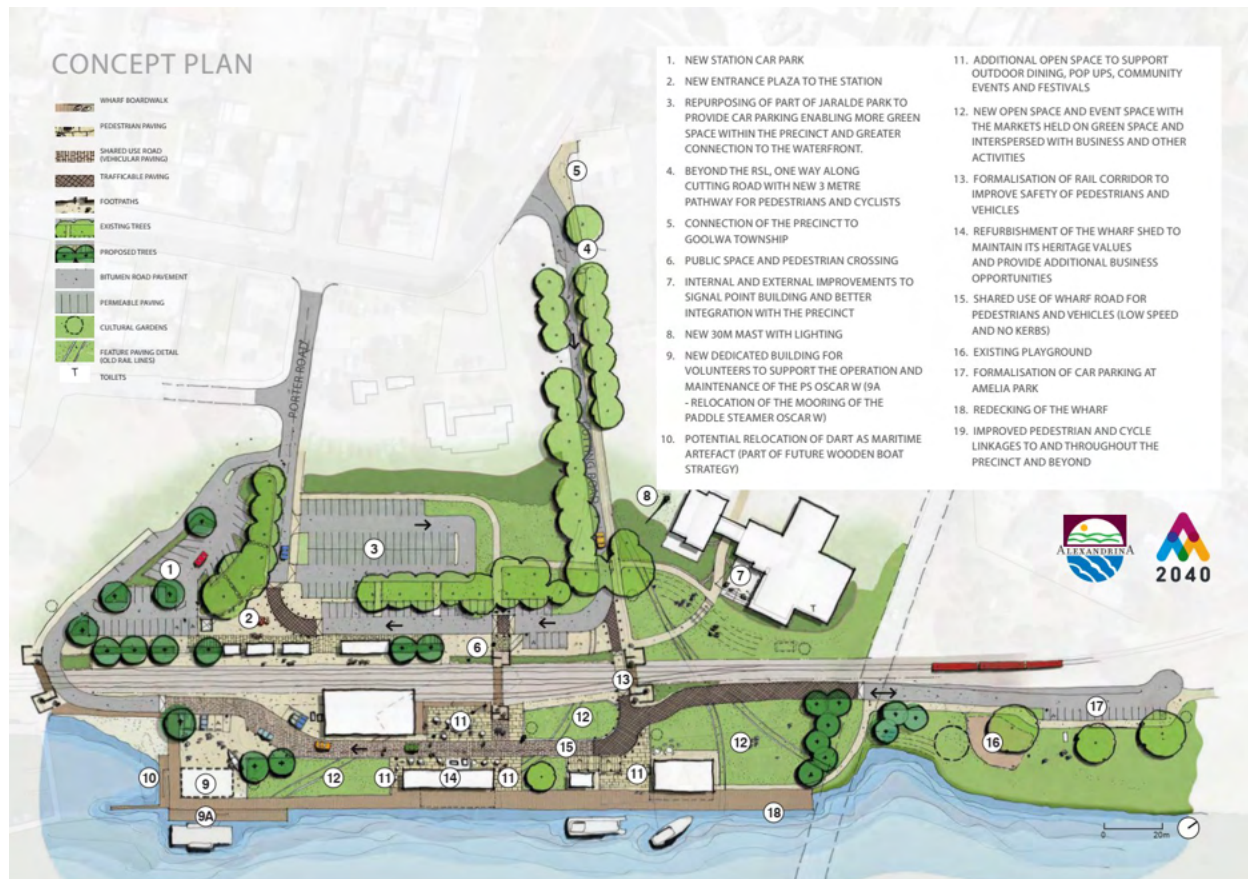 CONCEPT PLAN
WHARF BOARDWALK
PEDESTRIAN PAVING
SHARED USE ROAD
(VEHICULAR PAVING)
TRAFFICABLE PAVING
FOOTPATHS
EXISTING TREES
PROPOSED TREES
BITUMEN ROAD PAVEMENT
PERMEABLE PAVING
CULTURAL GARDENS
FEATURE PAVING DETAIL
(OLD RAIL LINES)
T TOILETS
1. NEW STATION CAR PARK
2. NEW ENTRANCE PLAZA TO THE STATION
3. REPURPOSING OF PART OF JARALDE PARK TO
PROVIDE CAR PARKING ENABLING MORE GREEN
SPACE WITHIN THE PRECINCT AND GREATER
CONNECTION TO THE WATERFRONT.
4. BEYOND THE RSL, ONE WAY ALONG
CUTTING ROAD WITH NEW 3 METRE
PATHWAY FOR PEDESTRIANS AND CYCLISTS
5. CONNECTION OF THE PRECINCT TO
GOOLWA TOWNSHIP
6. PUBLIC SPACE AND PEDESTRIAN CROSSING
7. INTERNAL AND EXTERNAL IMPROVEMENTS TO
SIGNAL POINT BUILDING AND BETTER
INTEGRATION WITH THE PRECINCT
8. NEW 30M MAST WITH LIGHTING
9. NEW DEDICATED BUILDING FOR
VOLUNTEERS TO SUPPORT THE OPERATION AND
MAINTENANCE OF THE PS OSCAR W (9A
- RELOCATION OF THE MOORING OF THE
PADDLE STEAMER OSCAR W)
10. POTENTIAL RELOCATION OF DART AS MARITIME
ARTEFACT (PART OF FUTURE WOODEN BOAT
STRATEGY)
11. ADDITIONAL OPEN SPACE TO SUPPORT
OUTDOOR DINING, POP UPS, COMMUNITY
EVENTS AND FESTIVALS
12. NEW OPEN SPACE AND EVENT SPACE WITH
THE MARKETS HELD ON GREEN SPACE AND
INTERSPERSED WITH BUSINESS AND OTHER
ACTIVITIES
13. FORMALISATION OF RAIL CORRIDOR TO
IMPROVE SAFETY OF PEDESTRIANS AND
VEHICLES
14. REFURBISHMENT OF THE WHARF SHED TO
MAINTAIN ITS HERITAGE VALUES
AND PROVIDE ADDITIONAL BUSINESS
OPPORTUNITIES
15. SHARED USE OF WHARF ROAD FOR
PEDESTRIANS AND VEHICLES (LOW SPEED
AND NO KERBS)
16. EXISTING PLAYGROUND
17. FORMALISATION OF CAR PARKING AT
AMELIA PARK
18. REDECKING OF THE WHARF
19. IMPROVED PEDESTRIAN AND CYCLE
LINKAGES TO AND THROUGHOUT THE
PRECINCT AND BEYOND
ALEXANDRINA
2040
5
4
PORTER ROAD
8
3
1
7
T
2
6
13
11
12
15
12
17
16
10
9
12
11
14
11
11
9A
18
0 20m